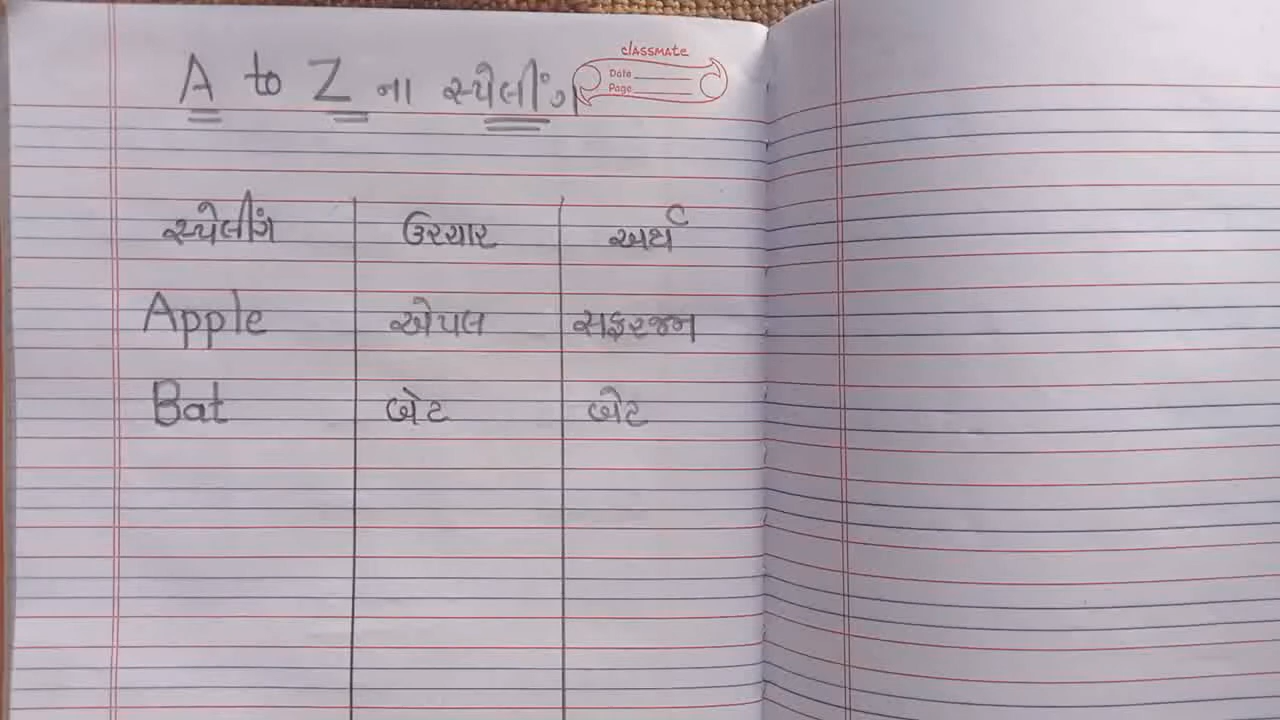 classmate
Date
Page
A to Z ના સ્પેલીંગ
સ્પેલીંગ ઉચ્ચાર અર્થ
Apple એપલ સફરજન
Bat બેટ બેટ